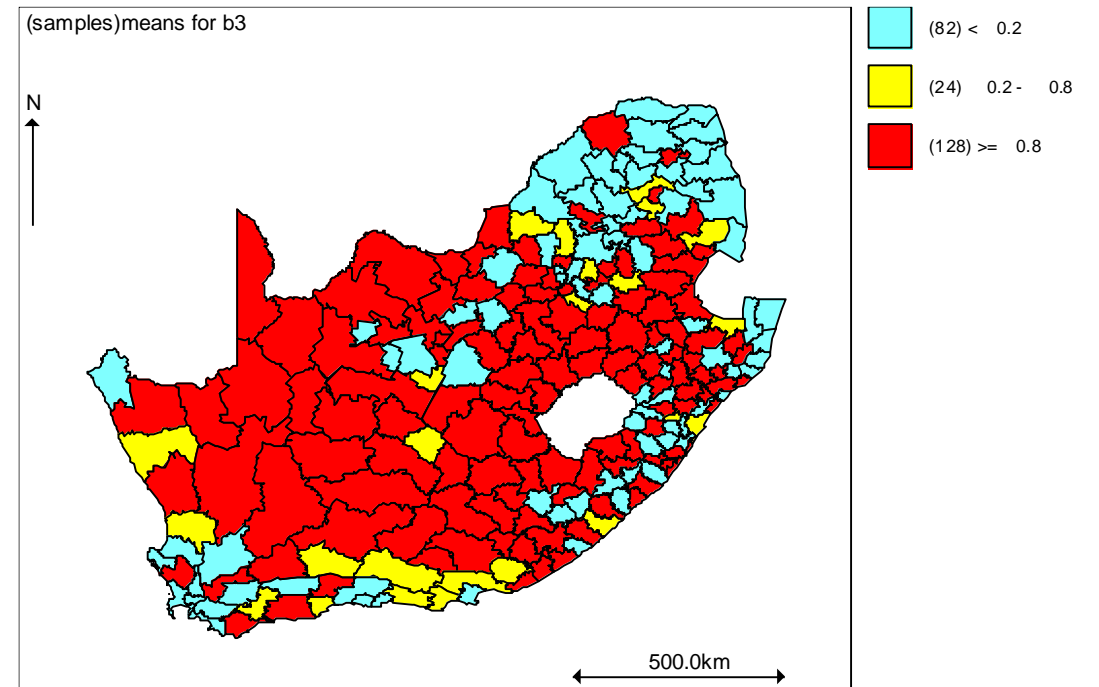 (samples)means for b3
N
(82) < 0.2
(24) 0.2 - 0.8
(128) >= 0.8
500.0km